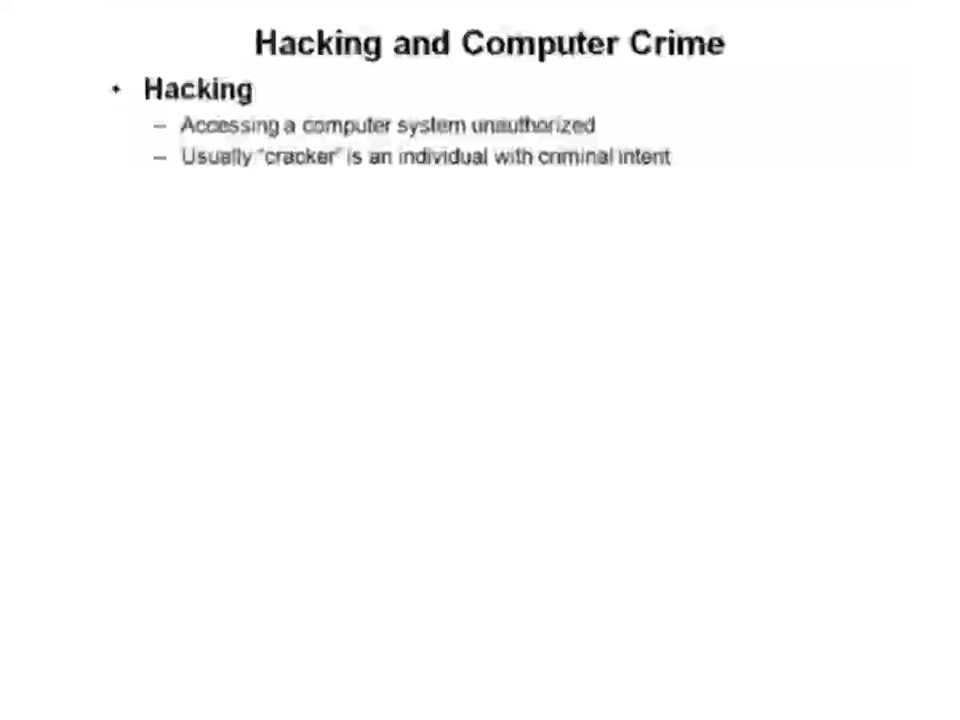 Hacking and Computer Crime
• Hacking
– Accessing a computer system unauthorized
– Usually "cracker" is an individual with criminal intent